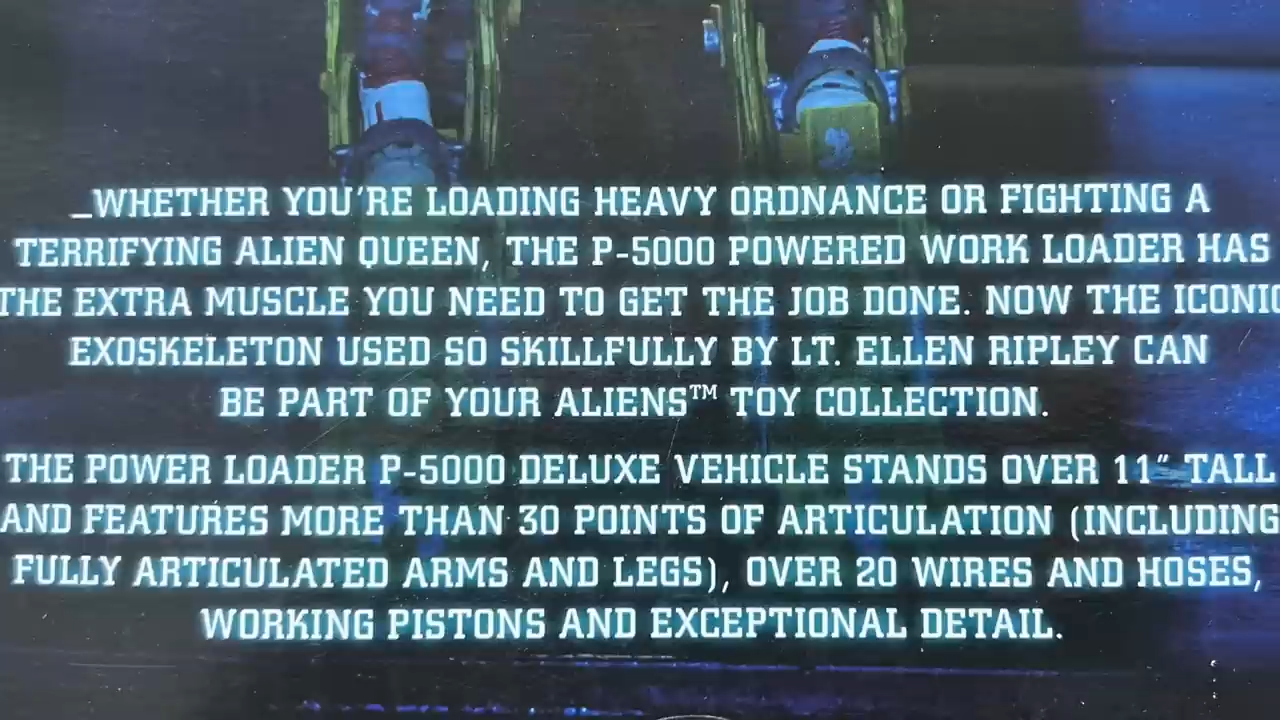 _WHETHER YOU'RE LOADING HEAVY ORDNANCE OR FIGHTING A
TERRIFYING ALIEN QUEEN, THE P-5000 POWERED WORK LOADER HAS
THE EXTRA MUSCLE YOU NEED TO GET THE JOB DONE. NOW THE ICONIC
EXOSKELETON USED SO SKILLFULLY BY LT. ELLEN RIPLEY CAN
BE PART OF YOUR ALIENS™ TOY COLLECTION.
THE POWER LOADER P-5000 DELUXE VEHICLE STANDS OVER 11" TALL
AND FEATURES MORE THAN 30 POINTS OF ARTICULATION (INCLUDING
FULLY ARTICULATED ARMS AND LEGS), OVER 20 WIRES AND HOSES,
WORKING PISTONS AND EXCEPTIONAL DETAIL.